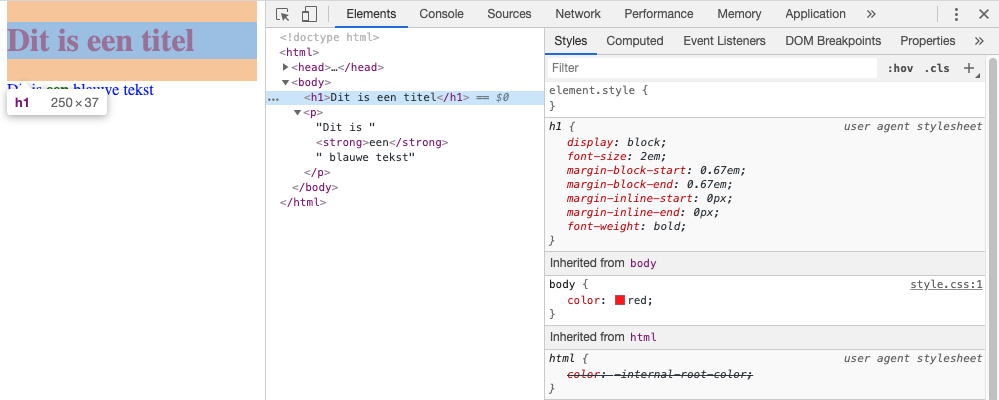 Dit is een titel
Dit is een blauwe tekst
h1 250 × 37
Elements Console Sources Network Performance Memory Application »
<!doctype html>
<html>
<head>…</head>
<body>
… <h1>Dit is een titel</h1> == $0
<p>
"Dit is "
<strong>een</strong>
" blauwe tekst"
</p>
</body>
</html>
Styles Computed Event Listeners DOM Breakpoints Properties »
Filter :hov .cls +
element.style {
}
h1 { user agent stylesheet
display: block;
font-size: 2em;
margin-block-start: 0.67em;
margin-block-end: 0.67em;
margin-inline-start: 0px;
margin-inline-end: 0px;
font-weight: bold;
}
Inherited from body
body { style.css:1
color: red;
}
Inherited from html
html { user agent stylesheet
color: -internal-root-color;
}